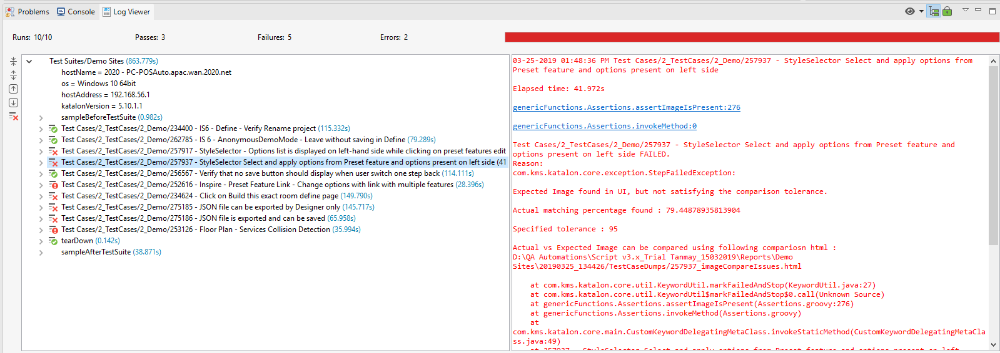 Problems Console Log Viewer
Runs: 10/10 Passes: 3 Failures: 5 Errors: 2
Test Suites/Demo Sites (863.779s)
hostName = 2020 - PC-POSAuto.apac.wan.2020.net
os = Windows 10 64bit
hostAddress = 192.168.56.1
katalonVersion = 5.10.1.1
sampleBeforeTestSuite (0.982s)
Test Cases/2_TestCases/2_Demo/234400 - IS6 - Define - Verify Rename project (115.332s)
Test Cases/2_TestCases/2_Demo/262785 - IS 6 - AnonymousDemoMode - Leave without saving in Define (79.289s)
Test Cases/2_TestCases/2_Demo/257917 - StyleSelector - Options list is displayed on left-hand side while clicking on preset features edit
Test Cases/2_TestCases/2_Demo/257937 - StyleSelector Select and apply options from Preset feature and options present on left side (41
Test Cases/2_TestCases/2_Demo/256567 - Verify that no save button should display when user switch one step back (114.111s)
Test Cases/2_TestCases/2_Demo/252616 - Inspire - Preset Feature Link - Change options with link with multiple features (28.396s)
Test Cases/2_TestCases/2_Demo/234624 - Click on Build this exact room define page (149.790s)
Test Cases/2_TestCases/2_Demo/275185 - JSON file can be exported by Designer only (145.717s)
Test Cases/2_TestCases/2_Demo/275186 - JSON file is exported and can be saved (65.958s)
Test Cases/2_TestCases/2_Demo/253126 - Floor Plan - Services Collision Detection (35.994s)
tearDown (0.142s)
sampleAfterTestSuite (38.871s)
03-25-2019 01:48:36 PM Test Cases/2_TestCases/2_Demo/257937 - StyleSelector Select and apply options from
Preset feature and options present on left side
Elapsed time: 41.972s
genericFunctions.Assertions.assertImageIsPresent:276
genericFunctions.Assertions.invokeMethod:0
Test Cases/2_TestCases/2_Demo/257937 - StyleSelector Select and apply options from Preset feature and
options present on left side FAILED.
Reason:
com.kms.katalon.core.exception.StepFailedException:
Expected Image found in UI, but not satisfying the comparison tolerance.
Actual matching percentage found : 79.44878935813904
Specified tolerance : 95
Actual vs Expected Image can be compared using following compariosn html :
D:\QA Automations\Script v3.x_Trial Tanmay_15032019\Reports\Demo
Sites\20190325_134426/TestCaseDumps/257937_imageCompareIssues.html
at com.kms.katalon.core.util.KeywordUtil.markFailedAndStop(KeywordUtil.java:27)
at com.kms.katalon.core.util.KeywordUtil$markFailedAndStop$0.call(Unknown Source)
at genericFunctions.Assertions.assertImageIsPresent(Assertions.groovy:276)
at genericFunctions.Assertions.invokeMethod(Assertions.groovy)
at
com.kms.katalon.core.main.CustomKeywordDelegatingMetaClass.invokeStaticMethod(CustomKeywordDelegatingMetaCla
ss.java:49)
at 257937 - StyleSelector Select and apply options from Preset feature and options present on left